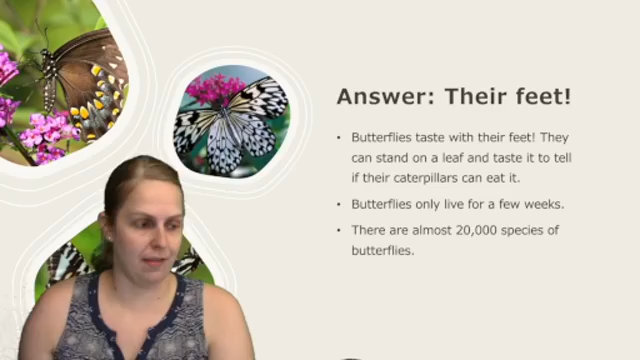 Answer: Their feet!
• Butterflies taste with their feet! They
can stand on a leaf and taste it to tell
if their caterpillars can eat it.
• Butterflies only live for a few weeks.
• There are almost 20,000 species of
butterflies.